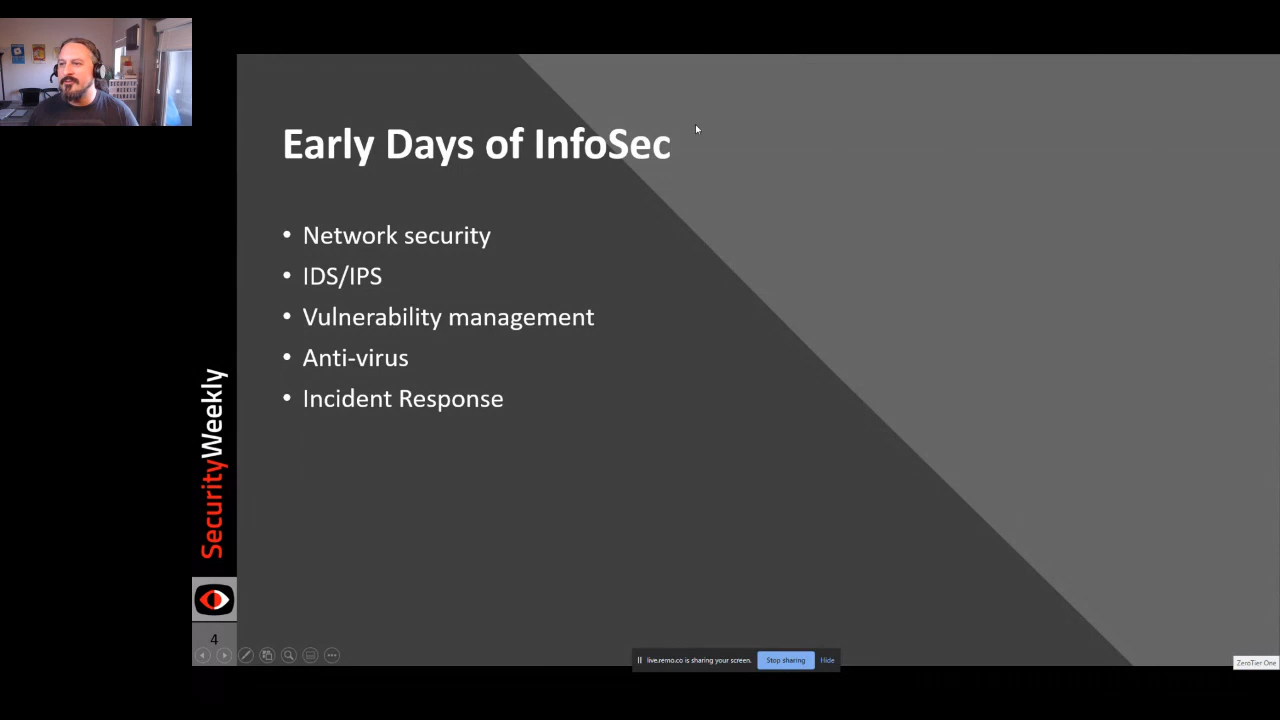 Early Days of InfoSec
• Network security
• IDS/IPS
• Vulnerability management
• Anti-virus
• Incident Response
SecurityWeekly
4
live.remo.co is sharing your screen.
Stop sharing
Hide
ZeroTier One